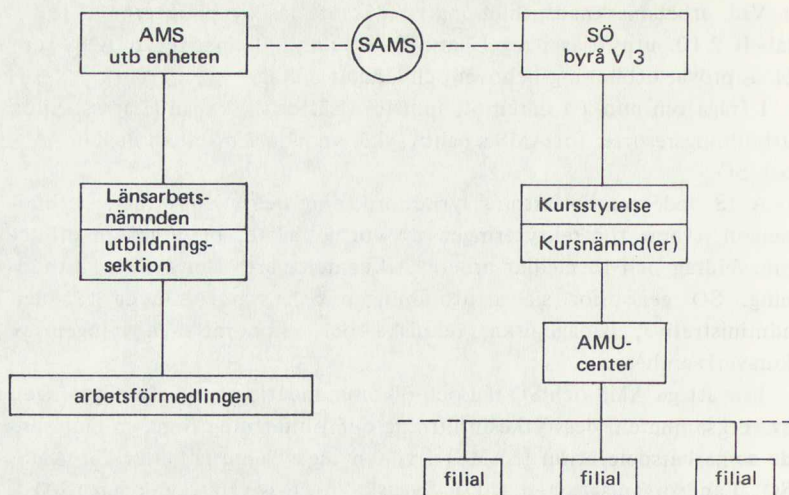 AMS
utb enheten
SAMS
SÖ
byrå V 3
Länsarbets-
nämnden
utbildnings-
sektion
Kursstyrelse
Kursnämnd(er)
AMU-
center
arbetsförmedlingen
filial
filial
filial